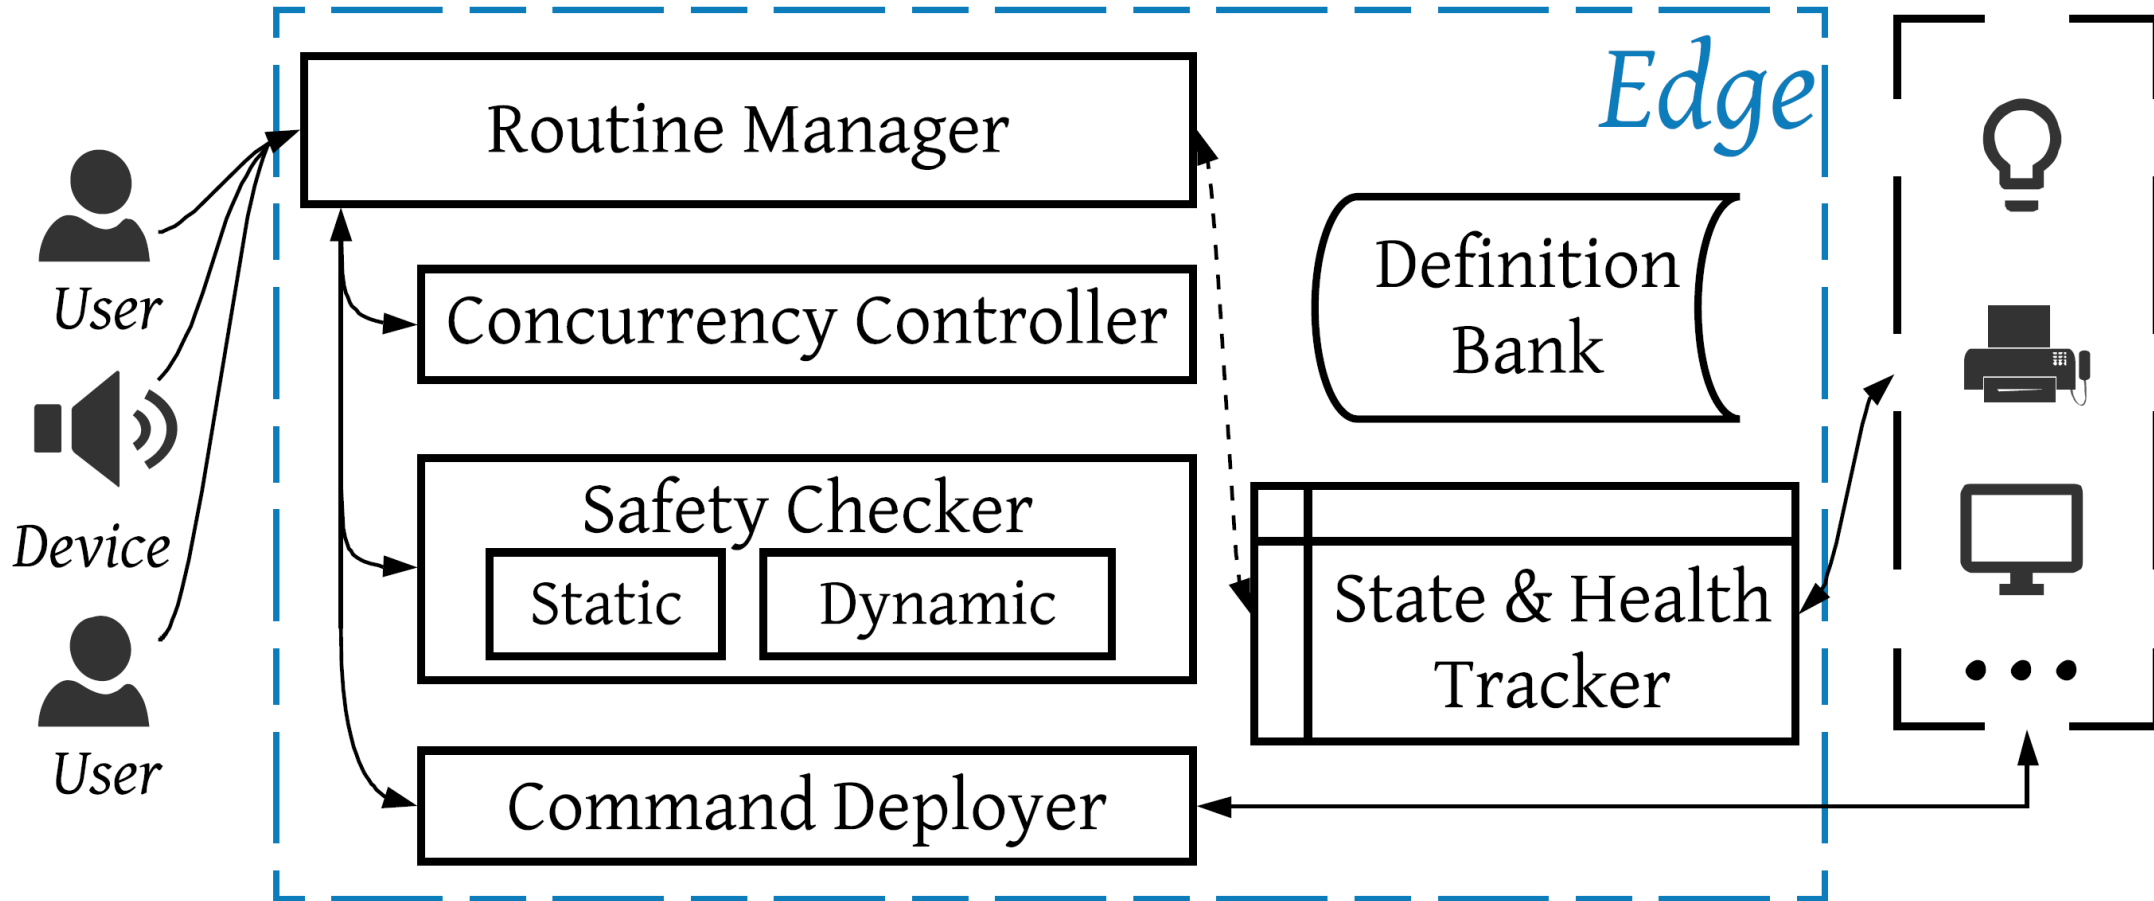 Edge
Routine Manager
User
Device
User
Concurrency Controller
Safety Checker
Static
Dynamic
Command Deployer
Definition
Bank
State & Health
Tracker